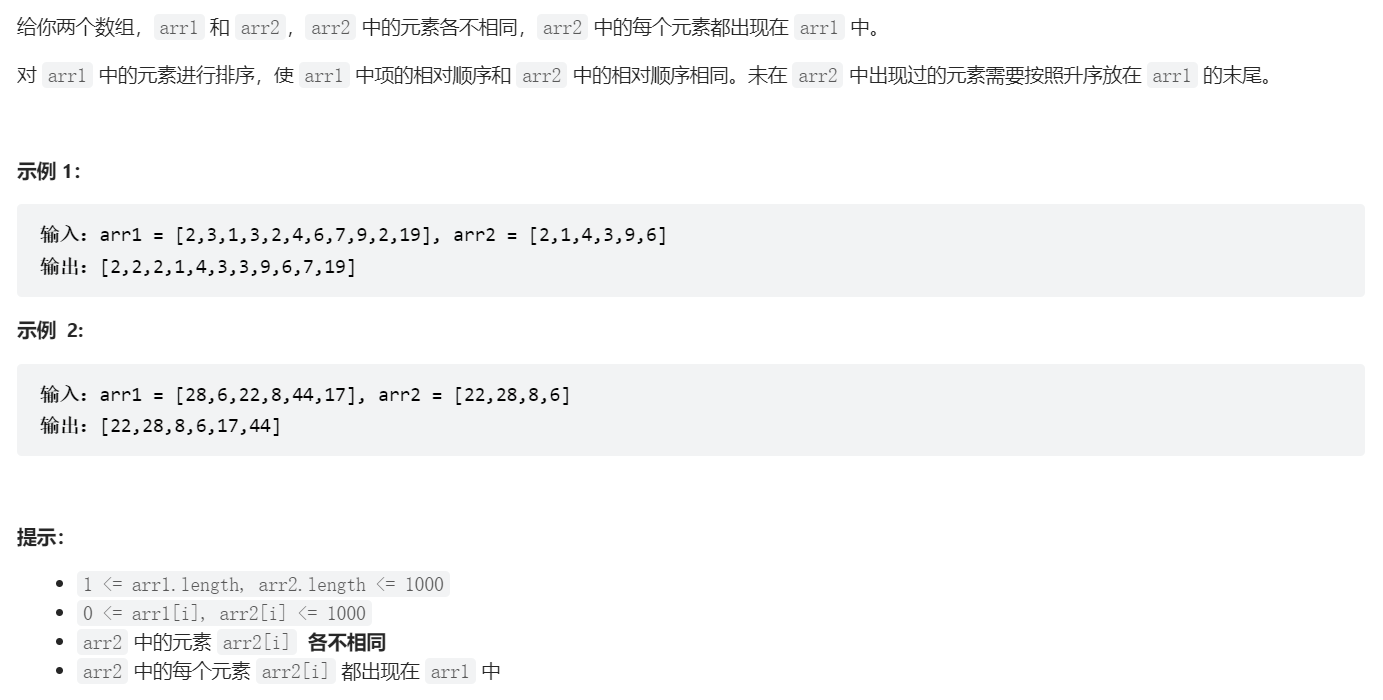 给你两个数组，arr1 和 arr2，arr2 中的元素各不相同，arr2 中的每个元素都出现在 arr1 中。
对 arr1 中的元素进行排序，使 arr1 中项的相对顺序和 arr2 中的相对顺序相同。未在 arr2 中出现过的元素需要按照升序放在 arr1 的末尾。
示例 1：
输入：arr1 = [2,3,1,3,2,4,6,7,9,2,19], arr2 = [2,1,4,3,9,6]
输出：[2,2,2,1,4,3,3,9,6,7,19]
示例  2:
输入：arr1 = [28,6,22,8,44,17], arr2 = [22,28,8,6]
输出：[22,28,8,6,17,44]
提示：
• 1 <= arr1.length, arr2.length <= 1000
• 0 <= arr1[i], arr2[i] <= 1000
• arr2 中的元素 arr2[i]  各不相同
• arr2 中的每个元素 arr2[i] 都出现在 arr1 中